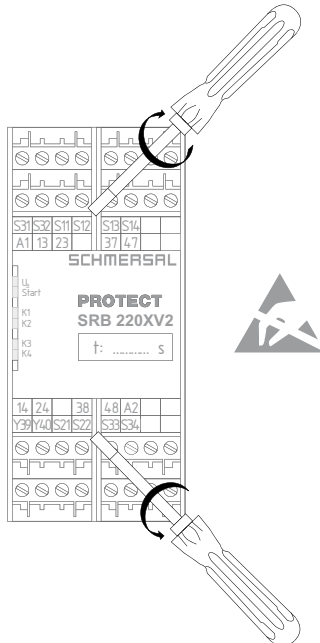 S31 S32 S11 S12 S13 S14
A1 13 23 37 47
SCHMERSAL
Ui
Start
K1
K2
K3
K4
PROTECT
SRB 220XV2
t: ............ s
14 24 38 48 A2
Y39 Y40 S21 S22 S33 S34